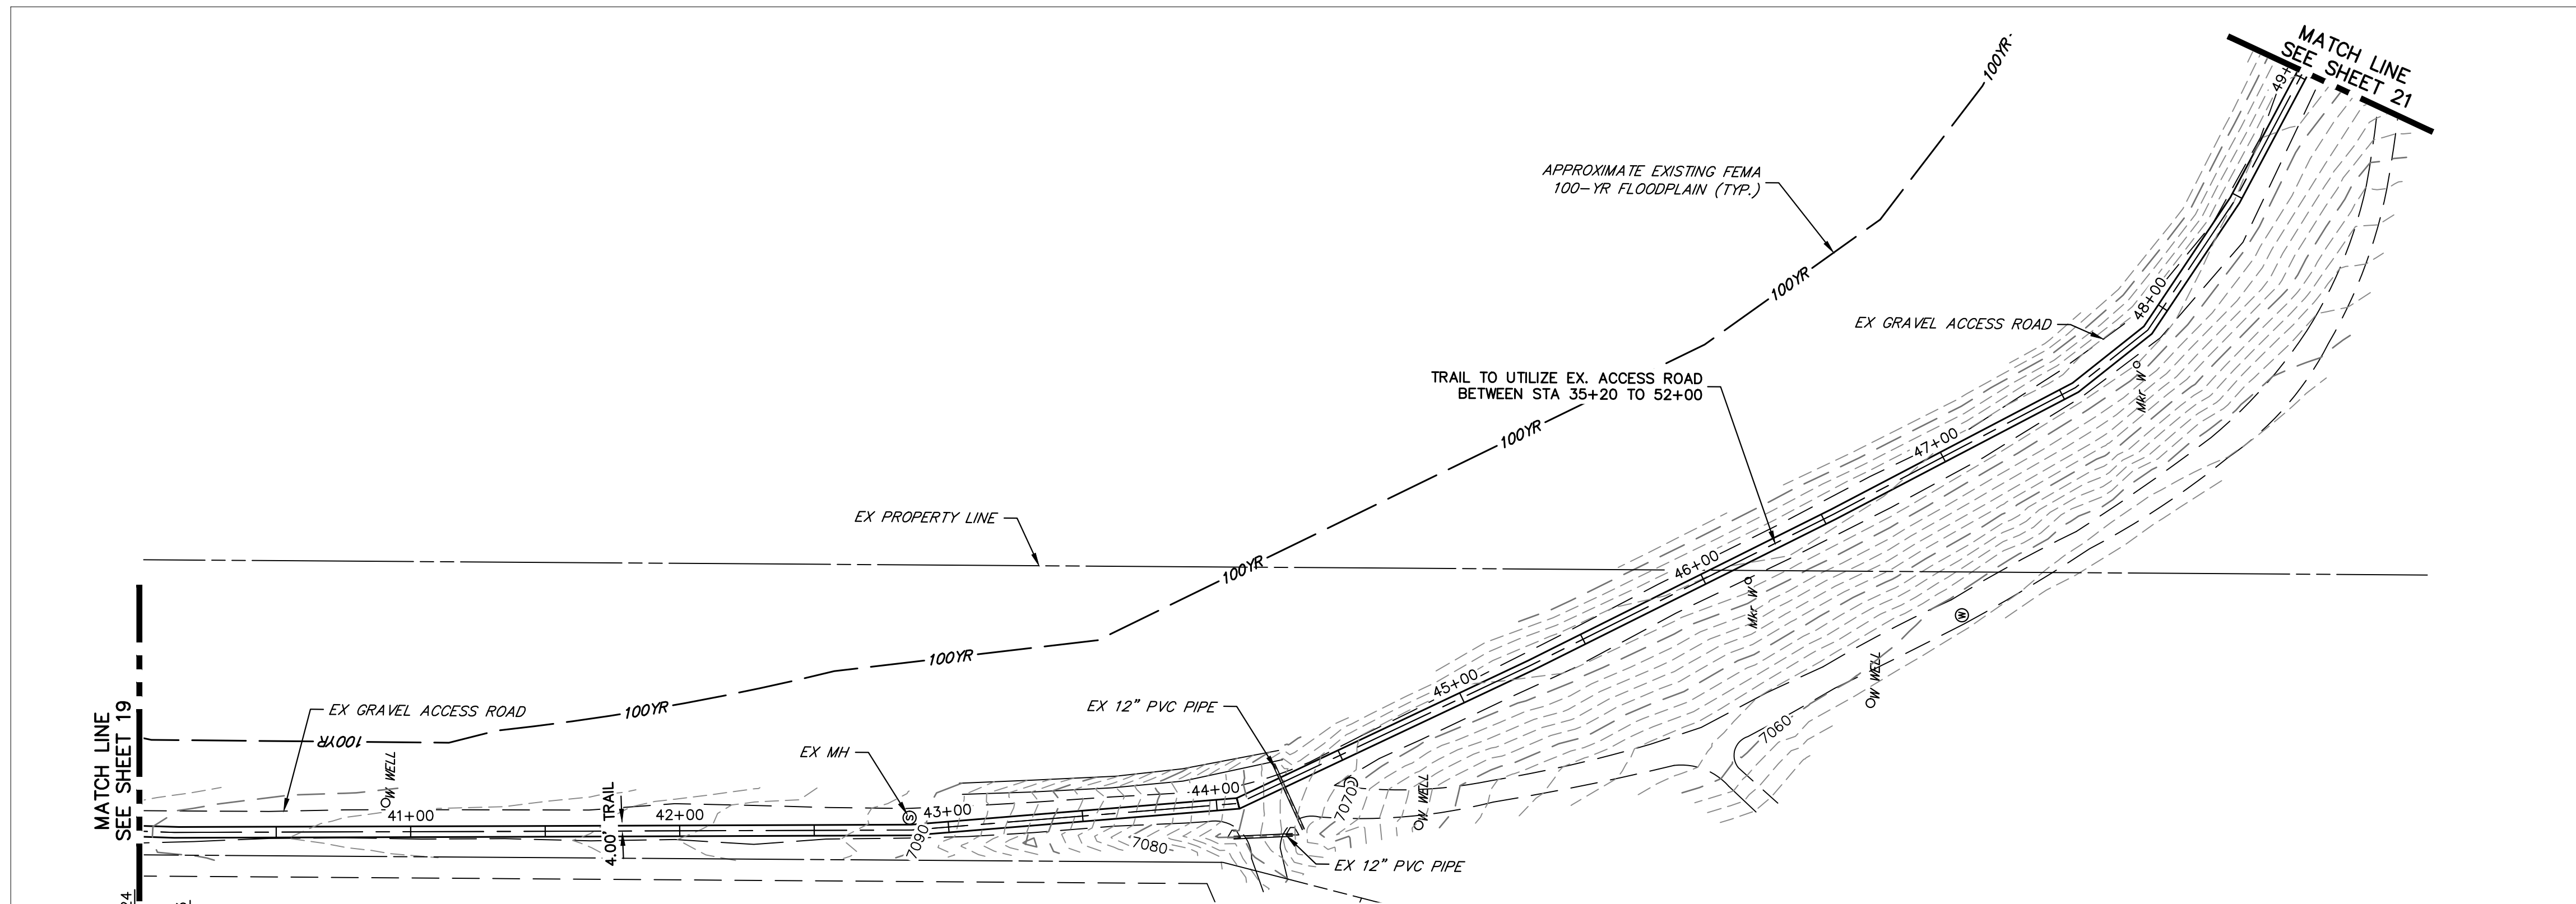 MATCH LINE
SEE SHEET 21
49+
100YR
APPROXIMATE EXISTING FEMA
100-YR FLOODPLAIN (TYP.)
100YR
48+00
EX GRAVEL ACCESS ROAD
Mkr W
TRAIL TO UTILIZE EX. ACCESS ROAD
BETWEEN STA 35+20 TO 52+00
100YR
47+00
EX PROPERTY LINE
100YR
46+00
Mkr W
W
100YR
45+00
W WELL
100YR
EX 12" PVC PIPE
7060
MATCH LINE
SEE SHEET 19
EX GRAVEL ACCESS ROAD
100YR
W WELL
EX MH
4.00' TRAIL
41+00
42+00
S
43+00
44+00
7070
W WELL
7090
7080
EX 12" PVC PIPE
24